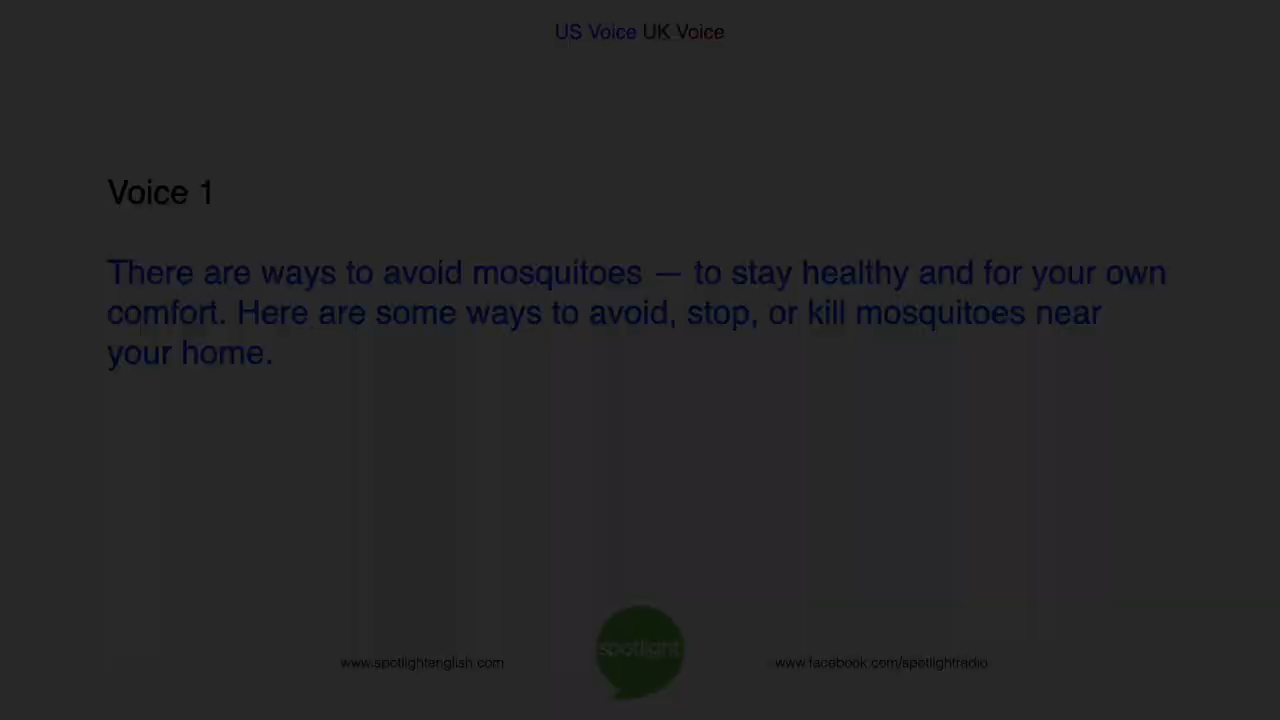 US Voice UK Voice
Voice 1
There are ways to avoid mosquitoes — to stay healthy and for your own
comfort. Here are some ways to avoid, stop, or kill mosquitoes near
your home.
spotlight
www.spotlightenglish.com
www.facebook.com/spotlightradio